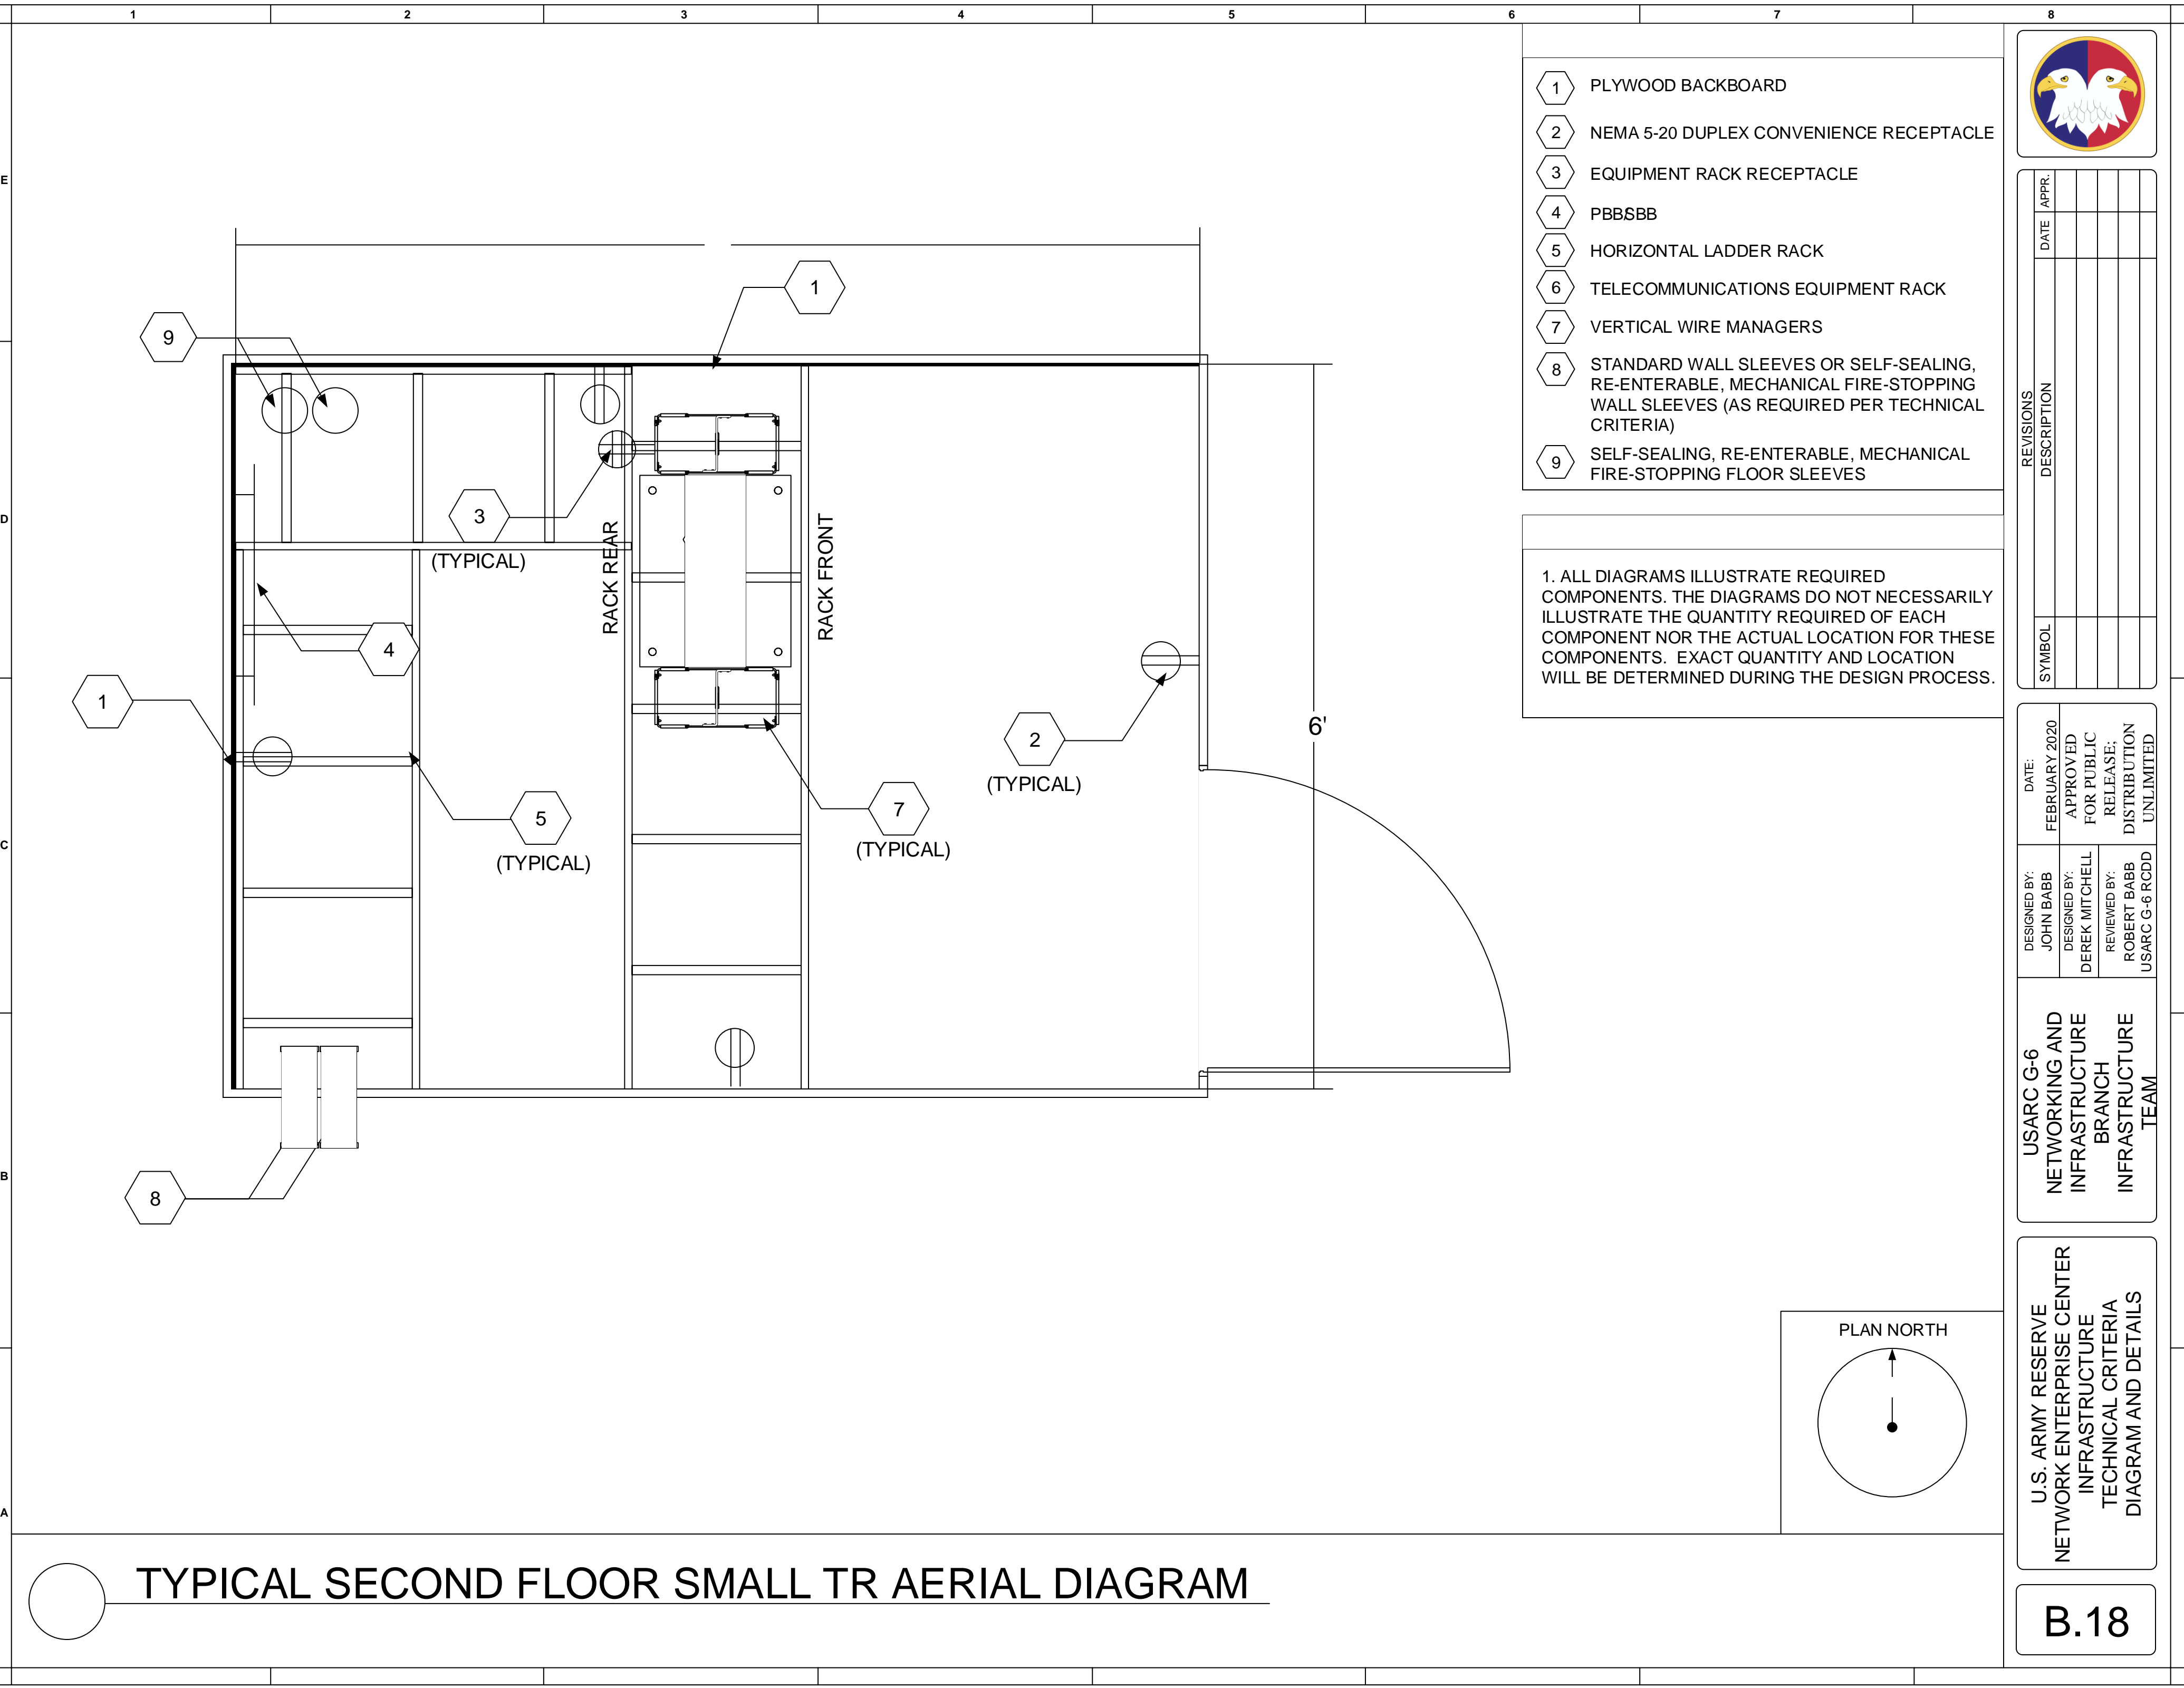 1 2 3 4 5 6 7 8
E
D
C
B
A
1
9
3
(TYPICAL)
RACK REAR
RACK FRONT
4
1
2
(TYPICAL)
6'
5
(TYPICAL)
7
(TYPICAL)
8
1 PLYWOOD BACKBOARD
2 NEMA 5-20 DUPLEX CONVENIENCE RECEPTACLE
3 EQUIPMENT RACK RECEPTACLE
4 PBB/SBB
5 HORIZONTAL LADDER RACK
6 TELECOMMUNICATIONS EQUIPMENT RACK
7 VERTICAL WIRE MANAGERS
8 STANDARD WALL SLEEVES OR SELF-SEALING,
RE-ENTERABLE, MECHANICAL FIRE-STOPPING
WALL SLEEVES (AS REQUIRED PER TECHNICAL
CRITERIA)
9 SELF-SEALING, RE-ENTERABLE, MECHANICAL
FIRE-STOPPING FLOOR SLEEVES
1. ALL DIAGRAMS ILLUSTRATE REQUIRED
COMPONENTS. THE DIAGRAMS DO NOT NECESSARILY
ILLUSTRATE THE QUANTITY REQUIRED OF EACH
COMPONENT NOR THE ACTUAL LOCATION FOR THESE
COMPONENTS. EXACT QUANTITY AND LOCATION
WILL BE DETERMINED DURING THE DESIGN PROCESS.
PLAN NORTH
TYPICAL SECOND FLOOR SMALL TR AERIAL DIAGRAM
REVISIONS
SYMBOL DESCRIPTION DATE APPR.
DATE:
FEBRUARY 2020
APPROVED
FOR PUBLIC
RELEASE;
DISTRIBUTION
UNLIMITED
DESIGNED BY:
JOHN BABB
DESIGNED BY:
DEREK MITCHELL
REVIEWED BY:
ROBERT BABB
USARC G-6 RCDD
USARC G-6
NETWORKING AND
INFRASTRUCTURE
BRANCH
INFRASTRUCTURE
TEAM
U.S. ARMY RESERVE
NETWORK ENTERPRISE CENTER
INFRASTRUCTURE
TECHNICAL CRITERIA
DIAGRAM AND DETAILS
B.18